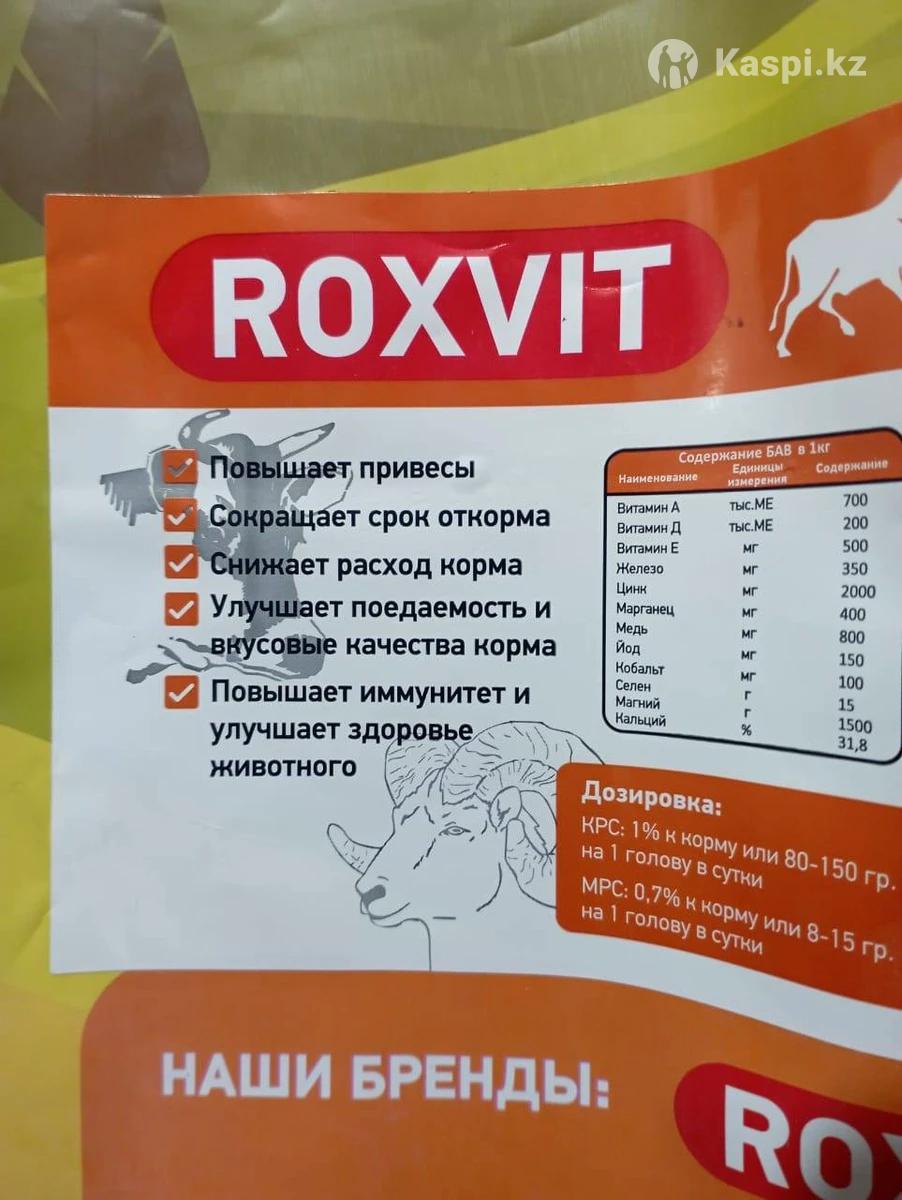 Kaspi.kz
ROXVIT
Повышает привесы
Сокращает срок откорма
Снижает расход корма
Улучшает поедаемость и
вкусовые качества корма
Повышает иммунитет и
улучшает здоровье
животного
Содержание БАВ в 1кг
Наименование Единицы измерения Содержание
Витамин А тыс.МЕ 700
Витамин Д тыс.МЕ 200
Витамин Е мг 500
Железо мг 350
Цинк мг 2000
Марганец мг 400
Медь мг 800
Йод мг 150
Кобальт мг 100
Селен г 15
Магний г 1500
Кальций % 31,8
Дозировка:
КРС: 1% к корму или 80-150 гр.
на 1 голову в сутки
МРС: 0,7% к корму или 8-15 гр.
на 1 голову в сутки
НАШИ БРЕНДЫ:
RO